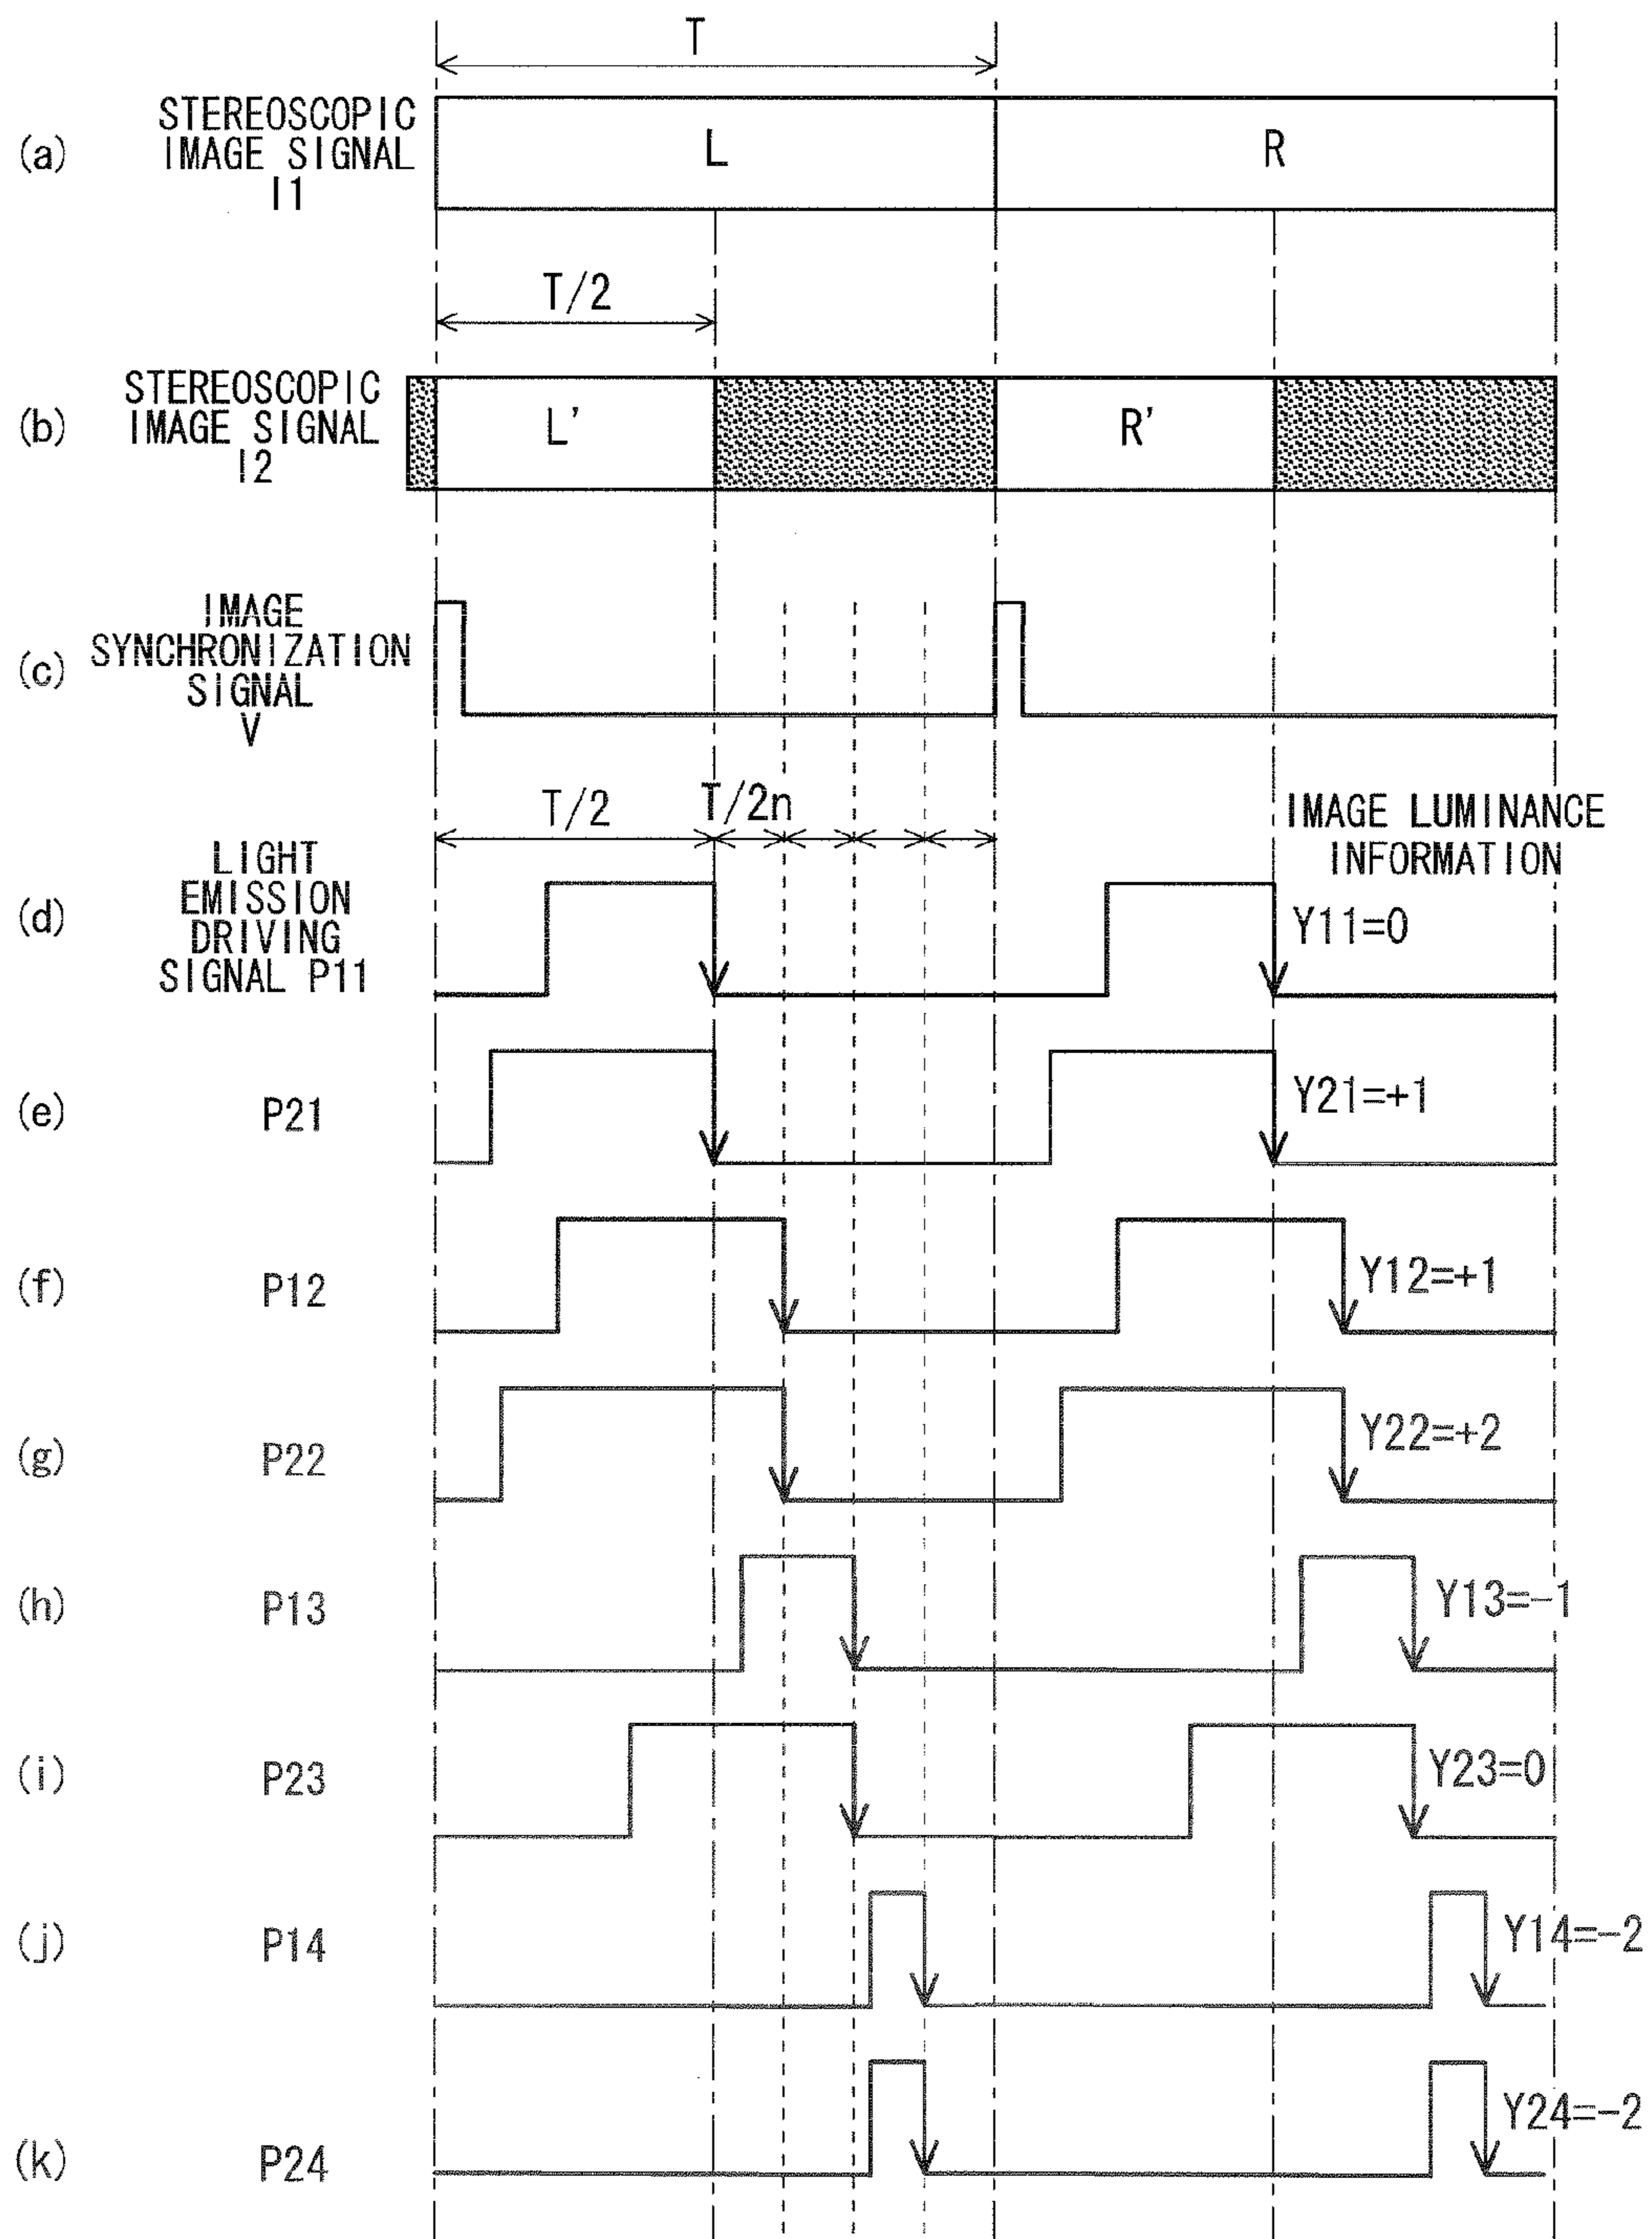 T
(a)
STEREOSCOPIC
IMAGE SIGNAL
I1
L
R
T/2
(b)
STEREOSCOPIC
IMAGE SIGNAL
I2
L'
R'
(c)
IMAGE
SYNCHRONIZATION
SIGNAL
V
T/2
T/2n
IMAGE LUMINANCE
INFORMATION
(d)
LIGHT
EMISSION
DRIVING
SIGNAL P11
Y11=0
(e)
P21
Y21=+1
(f)
P12
Y12=+1
(g)
P22
Y22=+2
(h)
P13
Y13=-1
(i)
P23
Y23=0
(j)
P14
Y14=-2
(k)
P24
Y24=-2